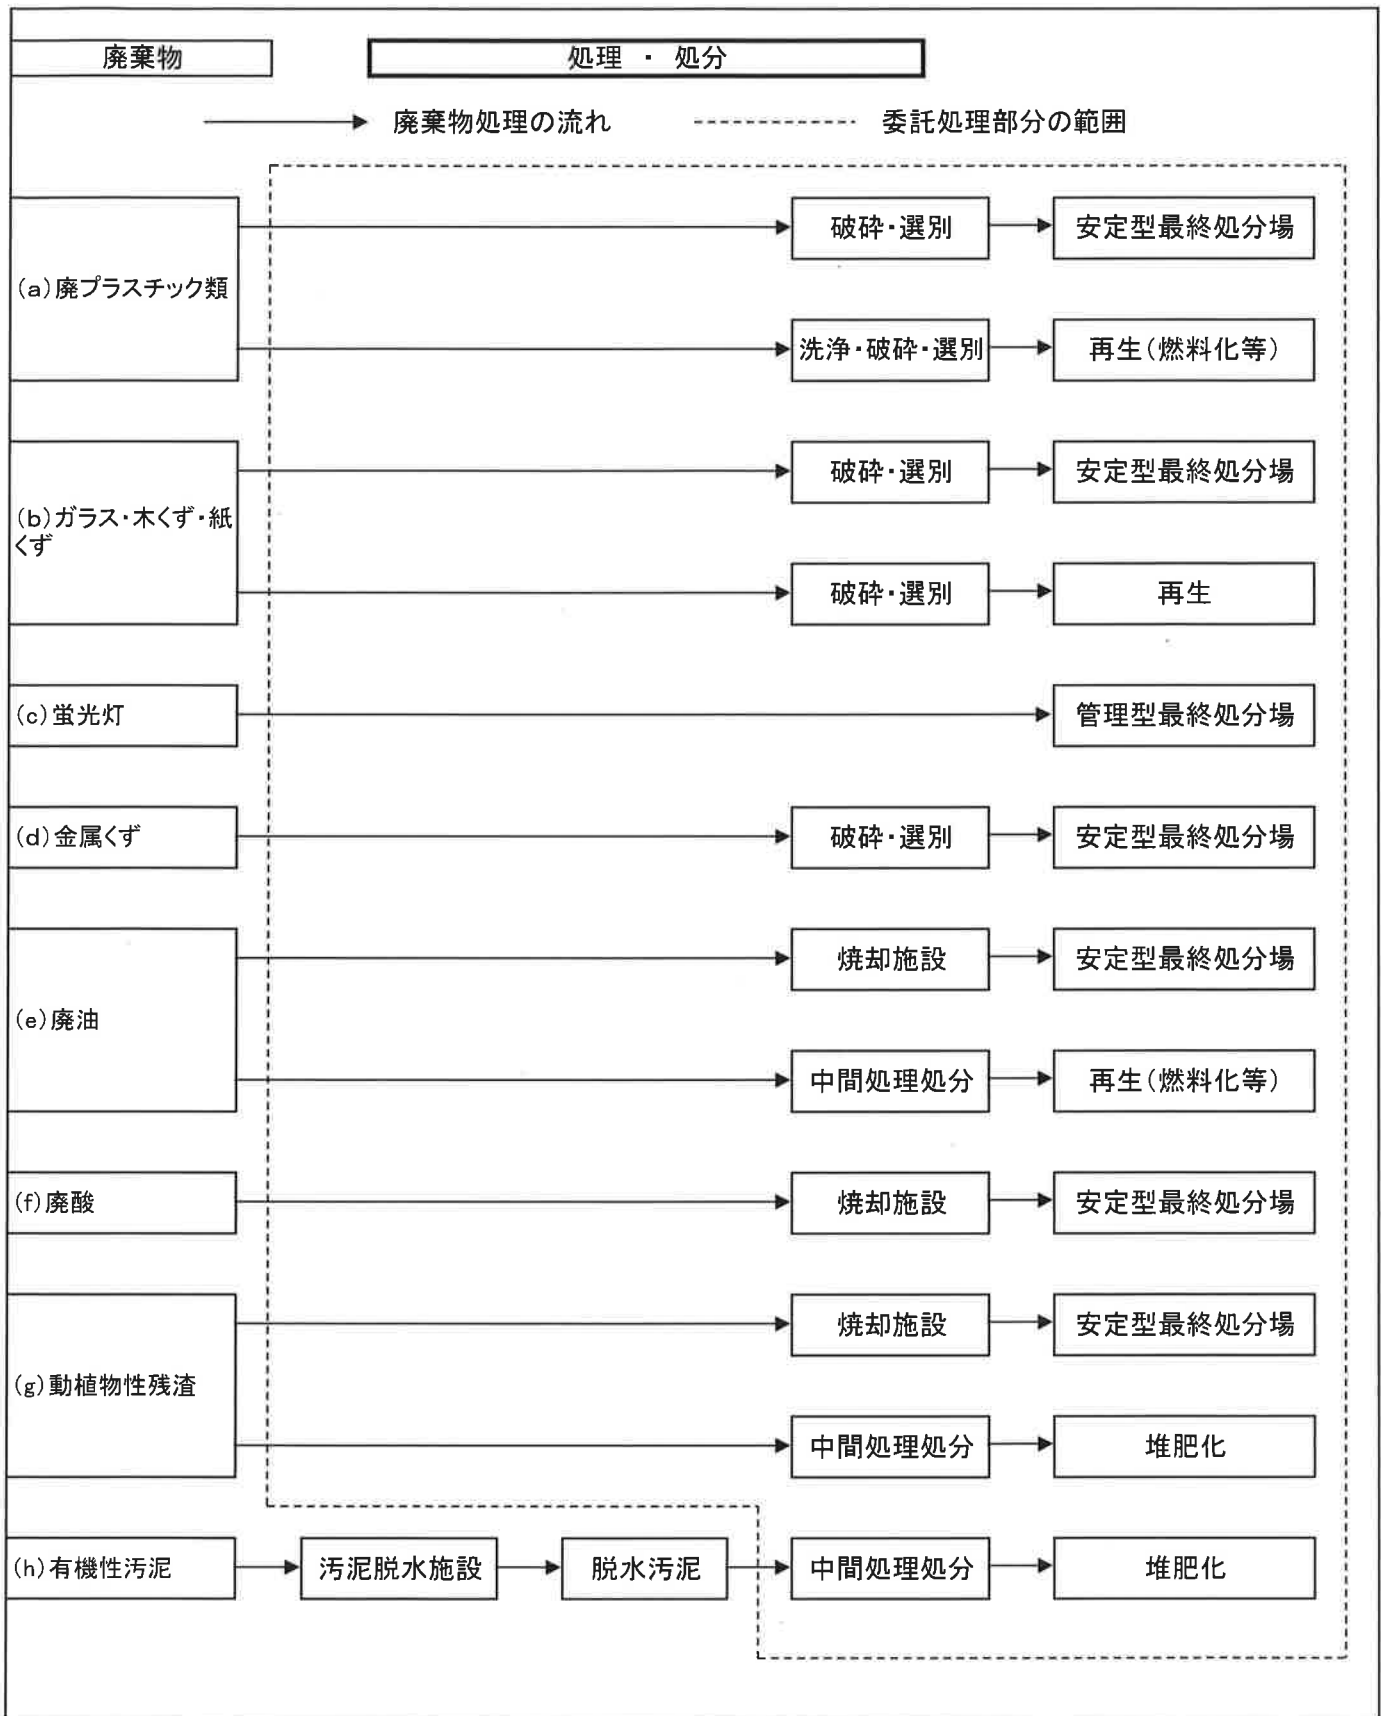 廃棄物
処理 ・ 処分
廃棄物処理の流れ
委託処理部分の範囲
(a)廃プラスチック類
破砕・選別
安定型最終処分場
洗浄・破砕・選別
再生(燃料化等)
(b)ガラス・木くず・紙
くず
破砕・選別
安定型最終処分場
破砕・選別
再生
(c)蛍光灯
管理型最終処分場
(d)金属くず
破砕・選別
安定型最終処分場
(e)廃油
焼却施設
安定型最終処分場
中間処理処分
再生(燃料化等)
(f)廃酸
焼却施設
安定型最終処分場
(g)動植物性残渣
焼却施設
安定型最終処分場
中間処理処分
堆肥化
(h)有機性汚泥
汚泥脱水施設
脱水汚泥
中間処理処分
堆肥化